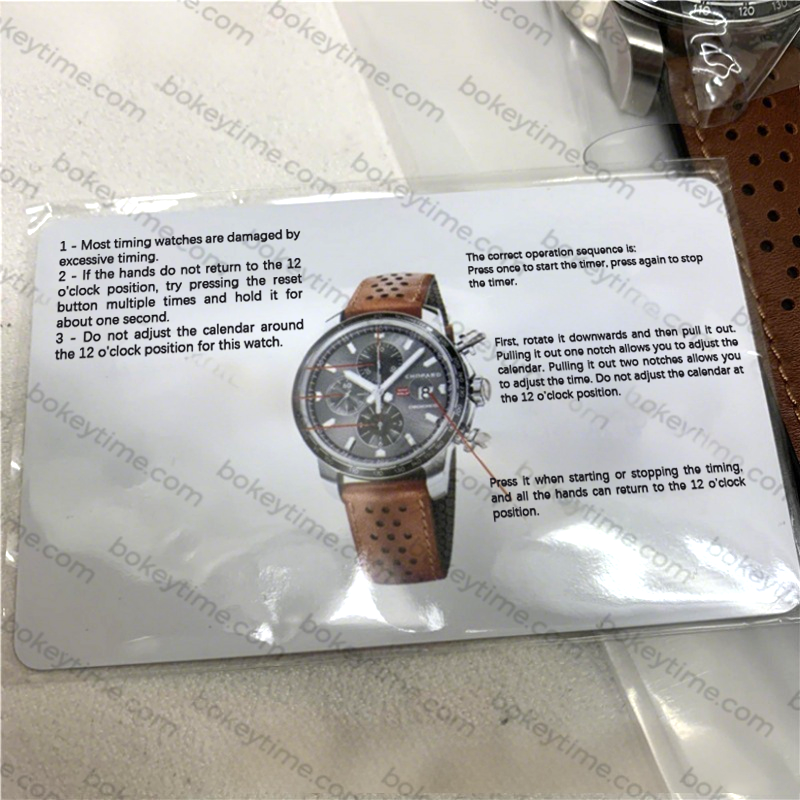 1 - Most timing watches are damaged by
excessive timing.
2 - If the hands do not return to the 12
o'clock position, try pressing the reset
button multiple times and hold it for
about one second.
3 - Do not adjust the calendar around
the 12 o'clock position for this watch.
The correct operation sequence is:
Press once to start the timer, press again to stop
the timer.
First, rotate it downwards and then pull it out.
Pulling it out one notch allows you to adjust the
calendar. Pulling it out two notches allows you
to adjust the time. Do not adjust the calendar at
the 12 o'clock position.
Press it when starting or stopping the timing,
and all the hands can return to the 12 o'clock
position.
CHOPARD
120
bokeytime.com